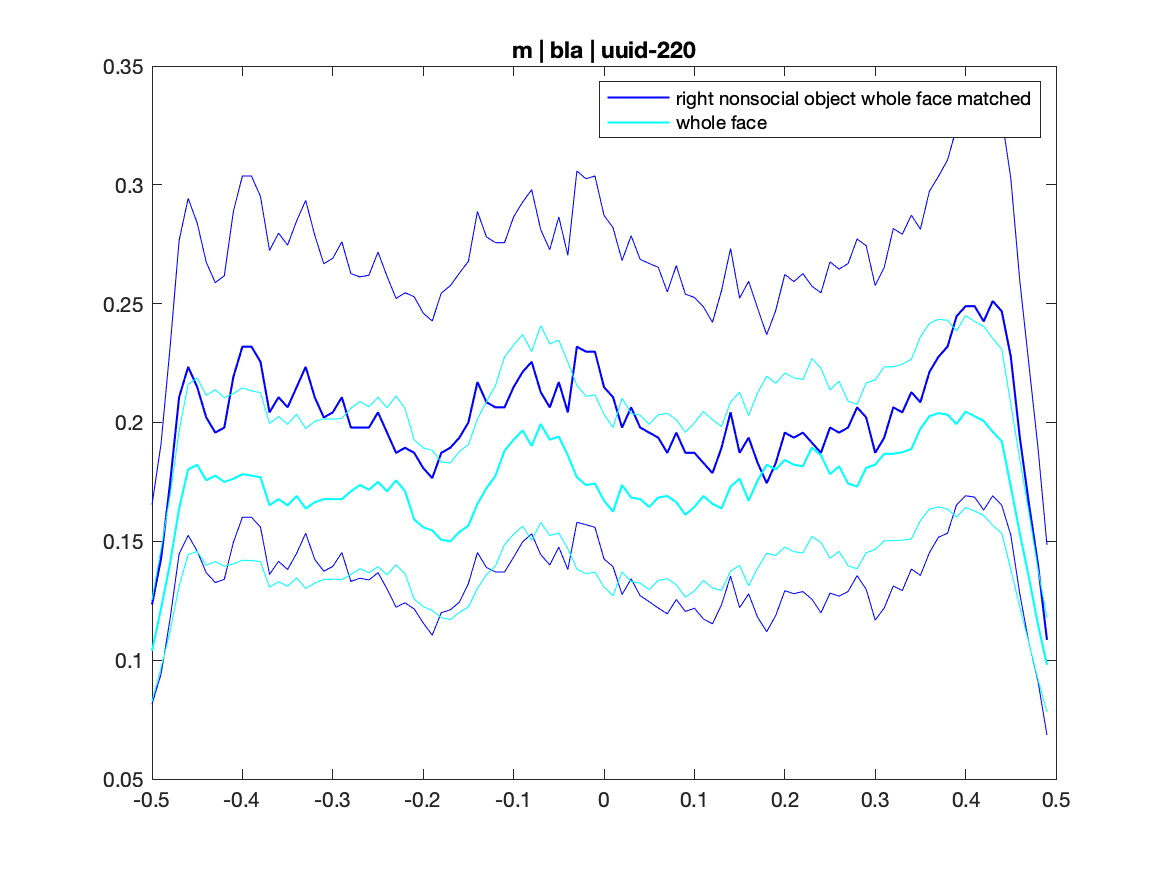 m | bla | uuid-220
0.35
right nonsocial object whole face matched
whole face
0.3
0.25
0.2
0.15
0.1
0.05
-0.5 -0.4 -0.3 -0.2 -0.1 0 0.1 0.2 0.3 0.4 0.5